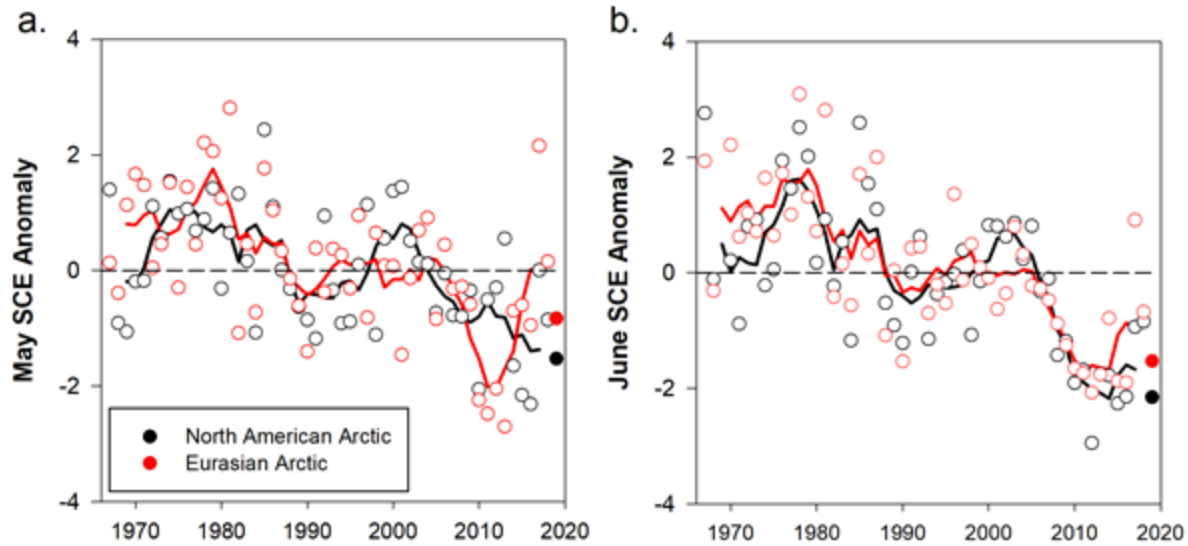 a.
4
2
0
-2
-4
May SCE Anomaly
North American Arctic
Eurasian Arctic
1970 1980 1990 2000 2010 2020
b.
4
2
0
-2
-4
June SCE Anomaly
1970 1980 1990 2000 2010 2020